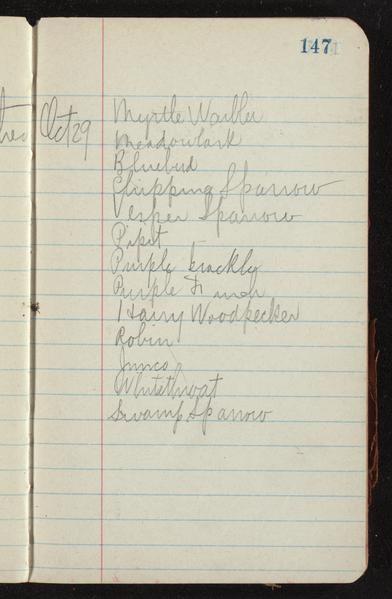 147
Oct 29
Myrtle Warbler
Meadowlark
Bluebird
Chipping Sparrow
Vesper Sparrow
Pipit
Purple Grackle
Purple Finch
Hairy Woodpecker
Robin
Junco
Whitethroat
Swamp Sparrow